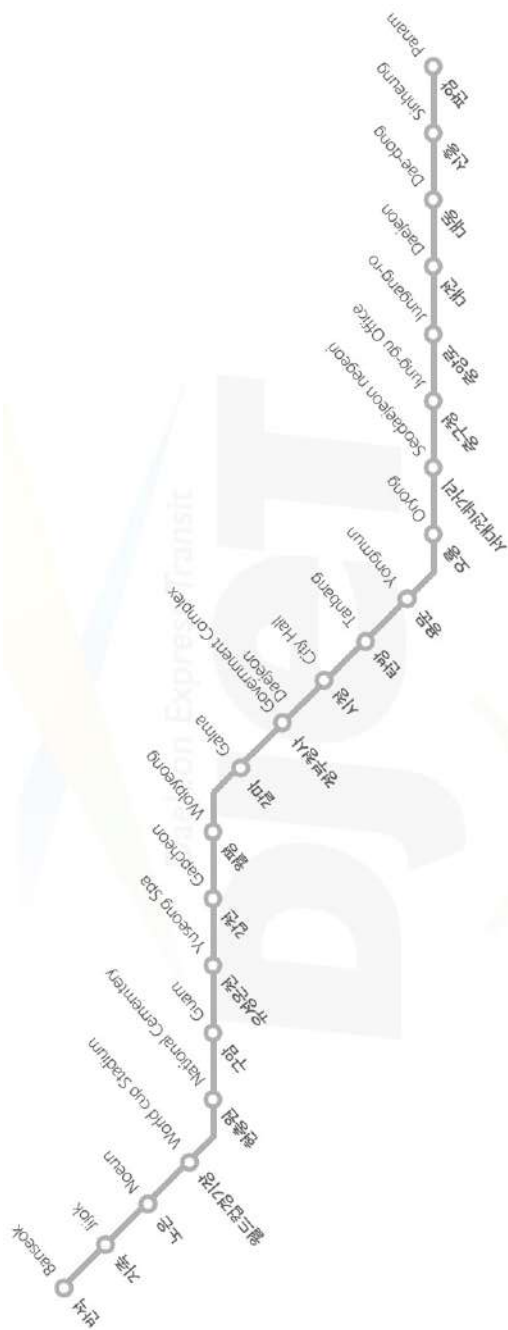 Panam
판암
Sinheung
신흥
Dae-dong
대동
Daejeon
대전
Jungang-ro
중앙로
Jung-gu Office
중구청
Seodaejeon negeori
서대전네거리
Oryong
오룡
Yongmun
용문
Tanbang
탄방
City Hall
시청
Government Complex
Daejeon
정부청사
Galma
갈마
Wolpyeong
월평
Gapcheon
갑천
Yuseong Spa
유성온천
Guam
구암
National Cementery
현충원
World cup Stadium
월드컵경기장
Noeun
노은
Jijok
지족
Banseok
반석
Daejeon Express Transit
DJeT